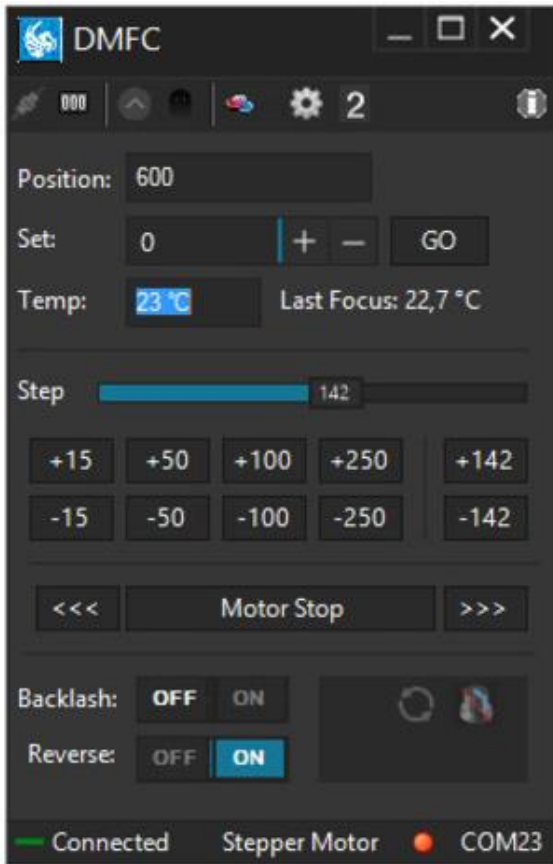 DMFC
000 2
Position: 600
Set: 0 + − GO
Temp: 23 °C Last Focus: 22,7 °C
Step 142
+15 +50 +100 +250 +142
-15 -50 -100 -250 -142
<<< Motor Stop >>>
Backlash: OFF ON
Reverse: OFF ON
Connected Stepper Motor COM23